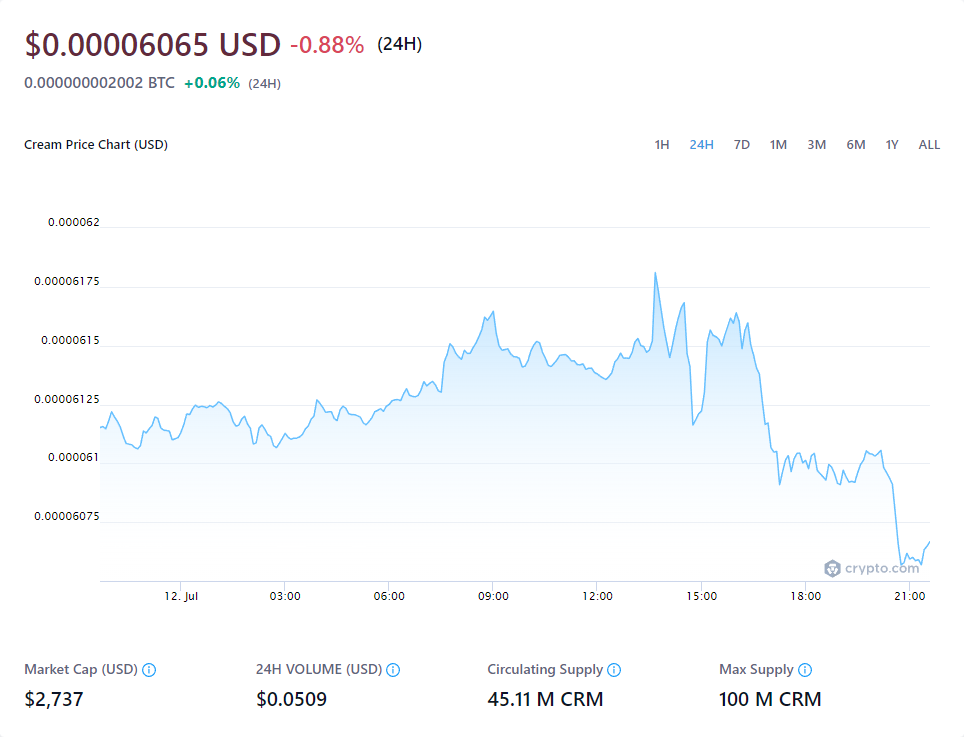 $0.00006065 USD -0.88% (24H)
0.000000002002 BTC +0.06% (24H)
Cream Price Chart (USD) 1H 24H 7D 1M 3M 6M 1Y ALL
0.000062
0.00006175
0.0000615
0.00006125
0.000061
0.00006075
crypto.com
12. Jul 03:00 06:00 09:00 12:00 15:00 18:00 21:00
Market Cap (USD) 24H VOLUME (USD) Circulating Supply Max Supply
$2,737 $0.0509 45.11 M CRM 100 M CRM